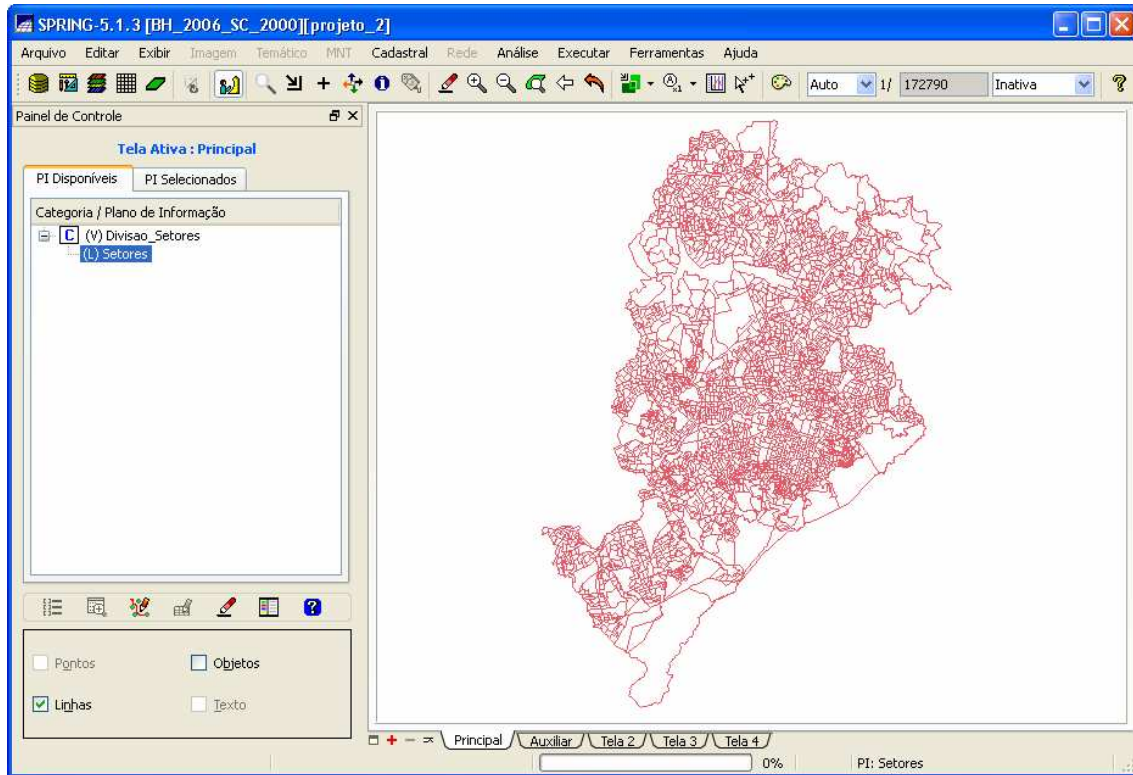 SPRING-5.1.3 [BH_2006_SC_2000][projeto_2]
Arquivo Editar Exibir Imagem Temático MNT Cadastral Rede Análise Executar Ferramentas Ajuda
Auto 1/ 172790 Inativa
Painel de Controle
Tela Ativa : Principal
PI Disponíveis PI Selecionados
Categoria / Plano de Informação
C (V) Divisao_Setores
(L) Setores
Pontos Objetos
Linhas Texto
Principal Auxiliar Tela 2 Tela 3 Tela 4
0% PI: Setores